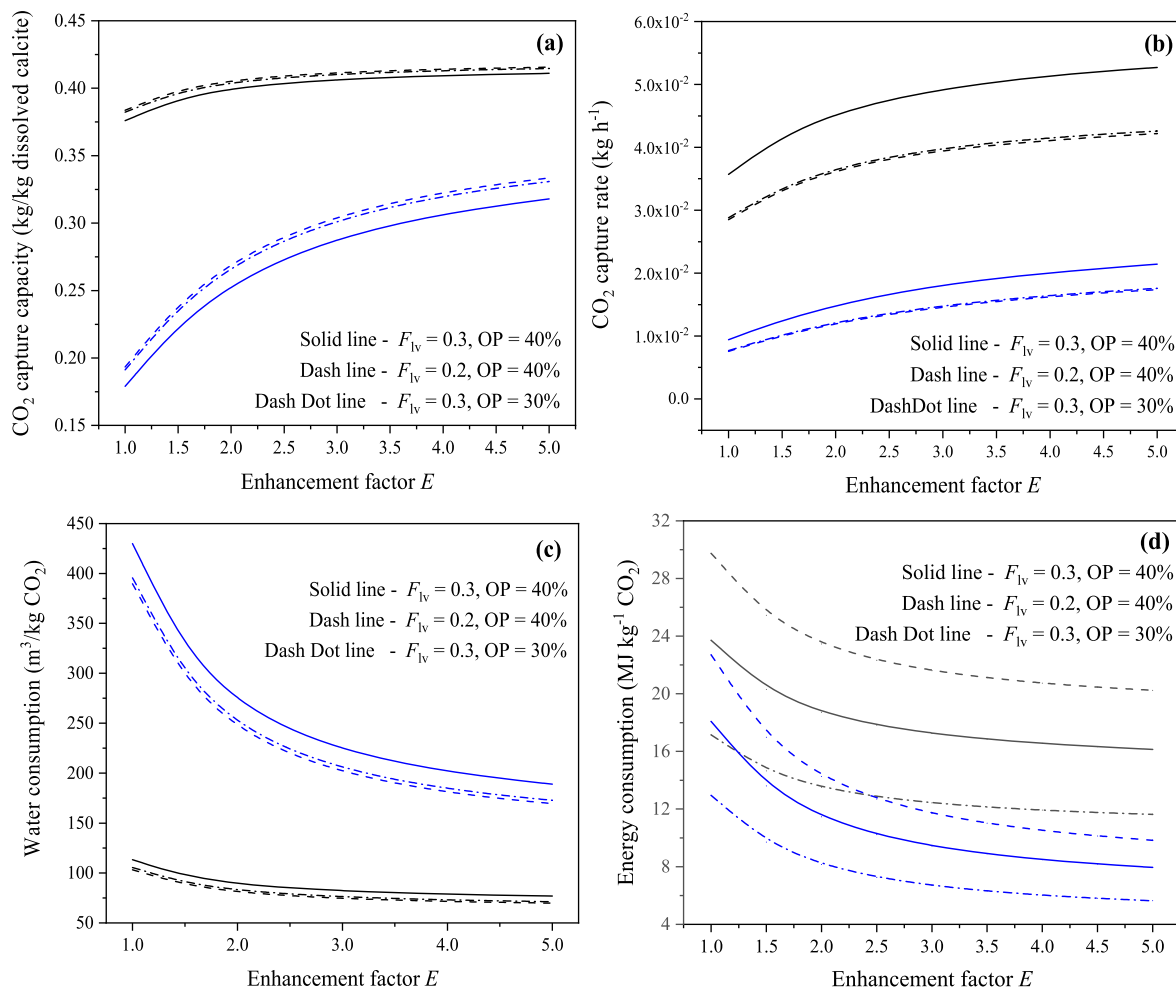 (a)
CO₂ capture capacity (kg/kg dissolved calcite)
0.45
0.40
0.35
0.30
0.25
0.20
0.15
Solid line - Flv = 0.3, OP = 40%
Dash line - Flv = 0.2, OP = 40%
Dash Dot line - Flv = 0.3, OP = 30%
1.0 1.5 2.0 2.5 3.0 3.5 4.0 4.5 5.0
Enhancement factor E
(b)
CO₂ capture rate (kg h⁻¹)
6.0x10⁻²
5.0x10⁻²
4.0x10⁻²
3.0x10⁻²
2.0x10⁻²
1.0x10⁻²
0.0
Solid line - Flv = 0.3, OP = 40%
Dash line - Flv = 0.2, OP = 40%
DashDot line - Flv = 0.3, OP = 30%
1.0 1.5 2.0 2.5 3.0 3.5 4.0 4.5 5.0
Enhancement factor E
(c)
Water consumption (m³/kg CO₂)
450
400
350
300
250
200
150
100
50
Solid line - Flv = 0.3, OP = 40%
Dash line - Flv = 0.2, OP = 40%
Dash Dot line - Flv = 0.3, OP = 30%
1.0 2.0 3.0 4.0 5.0
Enhancement factor E
(d)
Energy consumption (MJ kg⁻¹ CO₂)
32
28
24
20
16
12
8
4
Solid line - Flv = 0.3, OP = 40%
Dash line - Flv = 0.2, OP = 40%
Dash Dot line - Flv = 0.3, OP = 30%
1.0 1.5 2.0 2.5 3.0 3.5 4.0 4.5 5.0
Enhancement factor E